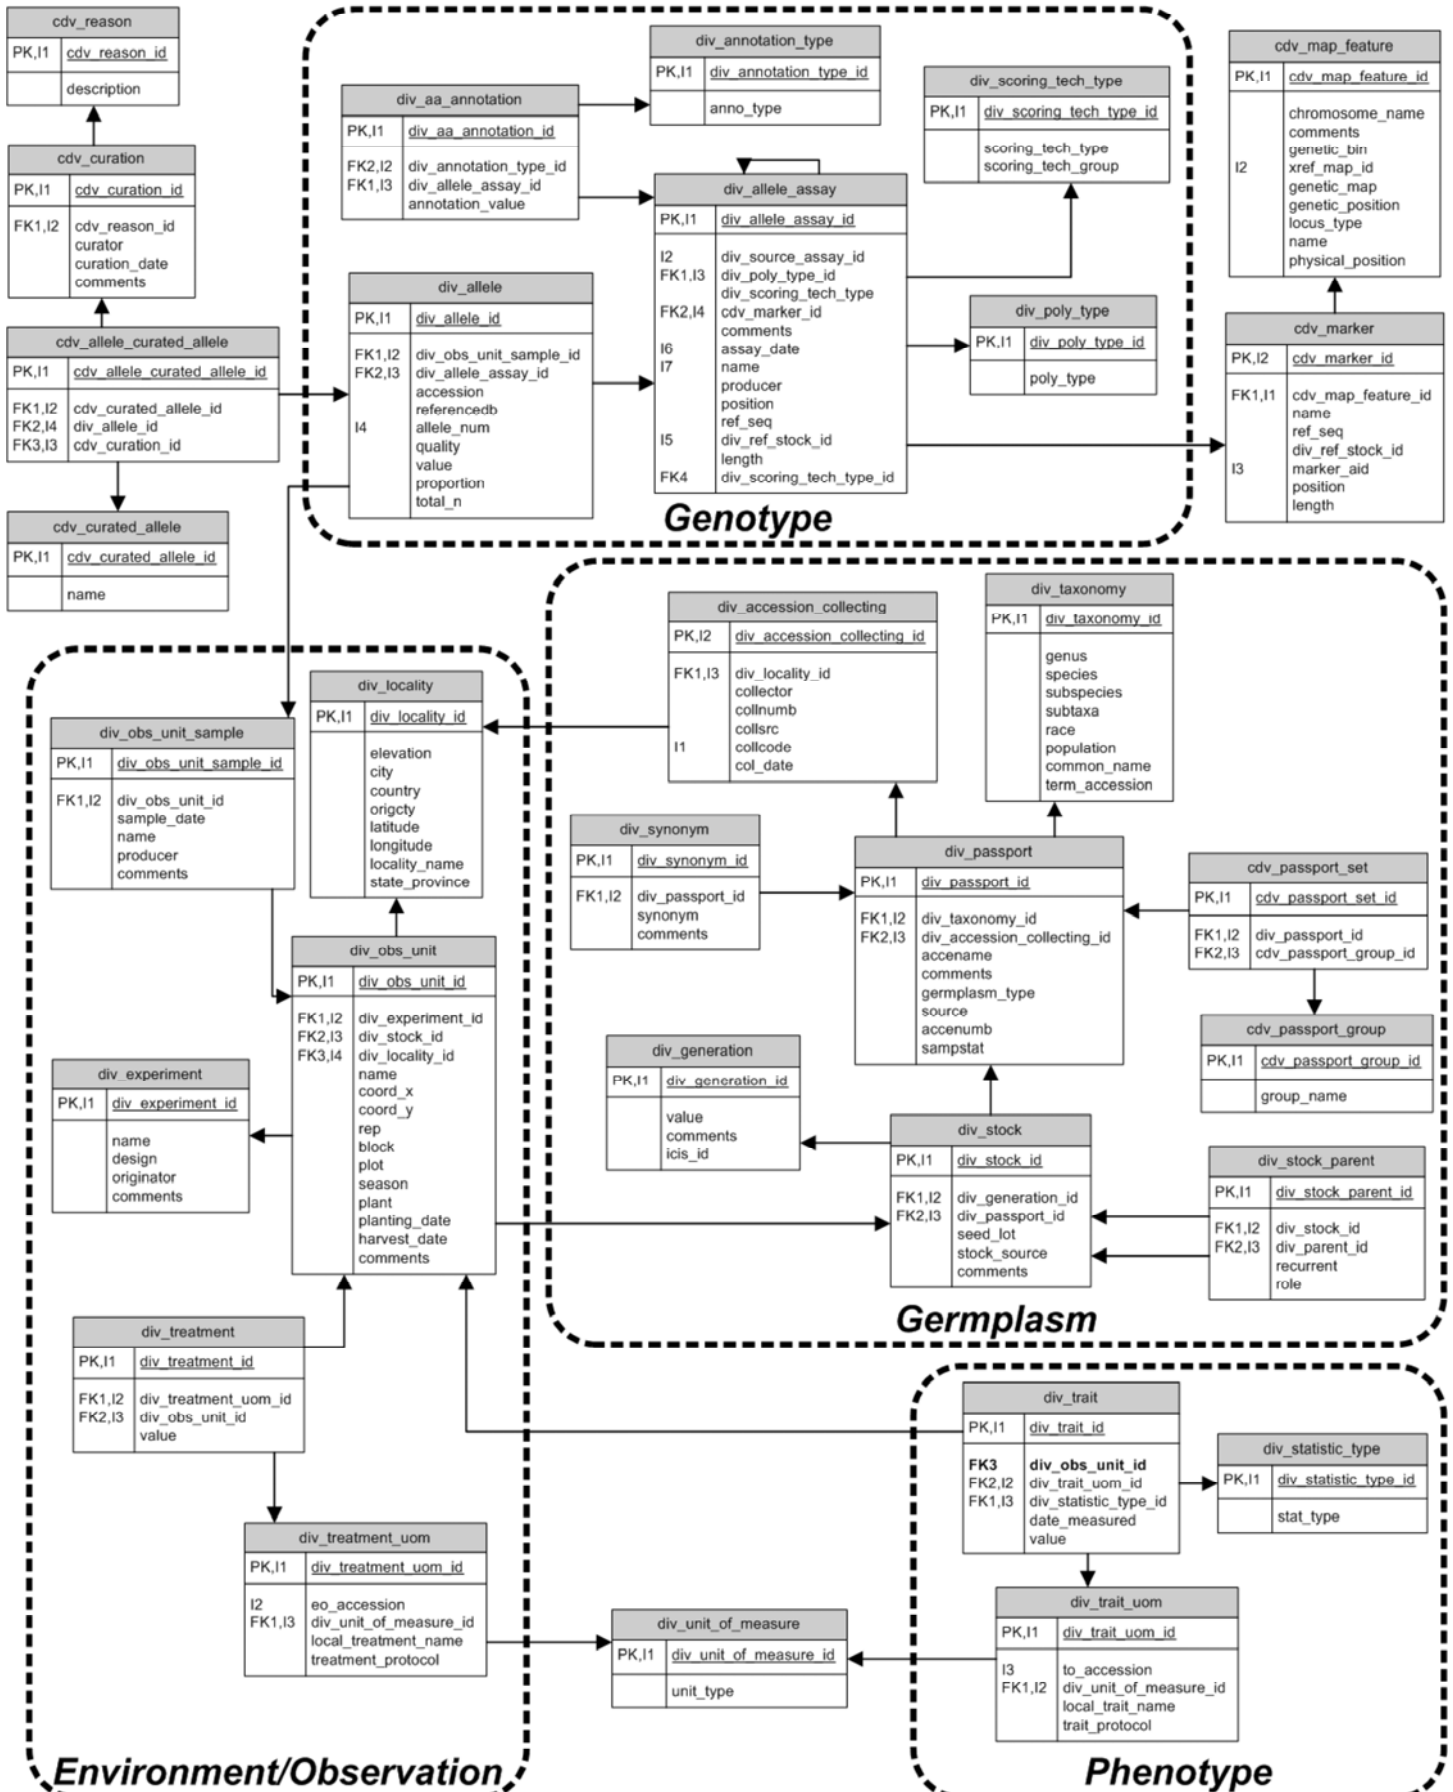 cdv_reason
PK,I1 cdv_reason_id
description
cdv_curation
PK,I1 cdv_curation_id
FK1,I2 cdv_reason_id
curator
curation_date
comments
cdv_allele_curated_allele
PK,I1 cdv_allele_curated_allele_id
FK1,I2 cdv_curated_allele_id
FK2,I4 div_allele_id
FK3,I3 cdv_curation_id
cdv_curated_allele
PK,I1 cdv_curated_allele_id
name
div_annotation_type
PK,I1 div_annotation_type_id
anno_type
div_aa_annotation
PK,I1 div_aa_annotation_id
FK2,I2 div_annotation_type_id
FK1,I3 div_allele_assay_id
annotation_value
div_scoring_tech_type
PK,I1 div_scoring_tech_type_id
scoring_tech_type
scoring_tech_group
div_allele_assay
PK,I1 div_allele_assay_id
I2 div_source_assay_id
FK1,I3 div_poly_type_id
div_scoring_tech_type
FK2,I4 cdv_marker_id
comments
I6 assay_date
I7 name
producer
position
ref_seq
I5 div_ref_stock_id
length
FK4 div_scoring_tech_type_id
div_allele
PK,I1 div_allele_id
FK1,I2 div_obs_unit_sample_id
FK2,I3 div_allele_assay_id
accession
referencedb
I4 allele_num
quality
value
proportion
total_n
div_poly_type
PK,I1 div_poly_type_id
poly_type
Genotype
cdv_map_feature
PK,I1 cdv_map_feature_id
chromosome_name
comments
genetic_bin
I2 xref_map_id
genetic_map
genetic_position
locus_type
name
physical_position
cdv_marker
PK,I2 cdv_marker_id
FK1,I1 cdv_map_feature_id
name
ref_seq
div_ref_stock_id
I3 marker_aid
position
length
div_locality
PK,I1 div_locality_id
elevation
city
country
origcty
latitude
longitude
locality_name
state_province
div_obs_unit_sample
PK,I1 div_obs_unit_sample_id
FK1,I2 div_obs_unit_id
sample_date
name
producer
comments
div_obs_unit
PK,I1 div_obs_unit_id
FK1,I2 div_experiment_id
FK2,I3 div_stock_id
FK3,I4 div_locality_id
name
coord_x
coord_y
rep
block
plot
season
plant
planting_date
harvest_date
comments
div_experiment
PK,I1 div_experiment_id
name
design
originator
comments
div_treatment
PK,I1 div_treatment_id
FK1,I2 div_treatment_uom_id
FK2,I3 div_obs_unit_id
value
div_treatment_uom
PK,I1 div_treatment_uom_id
I2 eo_accession
FK1,I3 div_unit_of_measure_id
local_treatment_name
treatment_protocol
Environment/Observation
div_accession_collecting
PK,I2 div_accession_collecting_id
FK1,I3 div_locality_id
collector
collnumb
collsrc
I1 collcode
col_date
div_taxonomy
PK,I1 div_taxonomy_id
genus
species
subspecies
subtaxa
race
population
common_name
term_accession
div_synonym
PK,I1 div_synonym_id
FK1,I2 div_passport_id
synonym
comments
div_passport
PK,I1 div_passport_id
FK1,I2 div_taxonomy_id
FK2,I3 div_accession_collecting_id
accename
comments
germplasm_type
source
accenumb
sampstat
cdv_passport_set
PK,I1 cdv_passport_set_id
FK1,I2 div_passport_id
FK2,I3 cdv_passport_group_id
cdv_passport_group
PK,I1 cdv_passport_group_id
group_name
div_generation
PK,I1 div_generation_id
value
comments
icis_id
div_stock
PK,I1 div_stock_id
FK1,I2 div_generation_id
FK2,I3 div_passport_id
seed_lot
stock_source
comments
div_stock_parent
PK,I1 div_stock_parent_id
FK1,I2 div_stock_id
FK2,I3 div_parent_id
recurrent
role
Germplasm
div_trait
PK,I1 div_trait_id
FK3 div_obs_unit_id
FK2,I2 div_trait_uom_id
FK1,I3 div_statistic_type_id
date_measured
value
div_statistic_type
PK,I1 div_statistic_type_id
stat_type
div_trait_uom
PK,I1 div_trait_uom_id
I3 to_accession
FK1,I2 div_unit_of_measure_id
local_trait_name
trait_protocol
div_unit_of_measure
PK,I1 div_unit_of_measure_id
unit_type
Phenotype